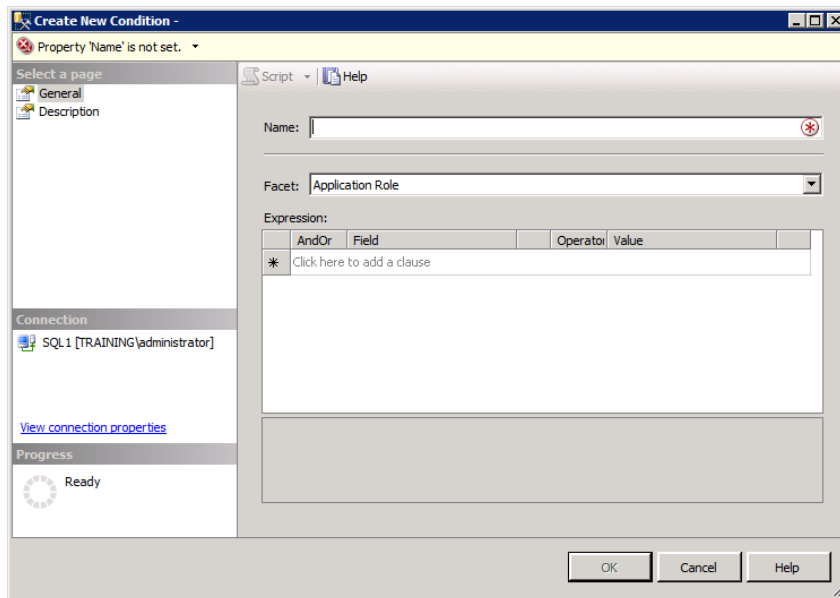 Create New Condition -
Property 'Name' is not set.
Select a page
General
Description
Script
Help
Name:
Facet: Application Role
Expression:
AndOr Field Operator Value
Click here to add a clause
Connection
SQL1 [TRAINING\administrator]
View connection properties
Progress
Ready
OK Cancel Help